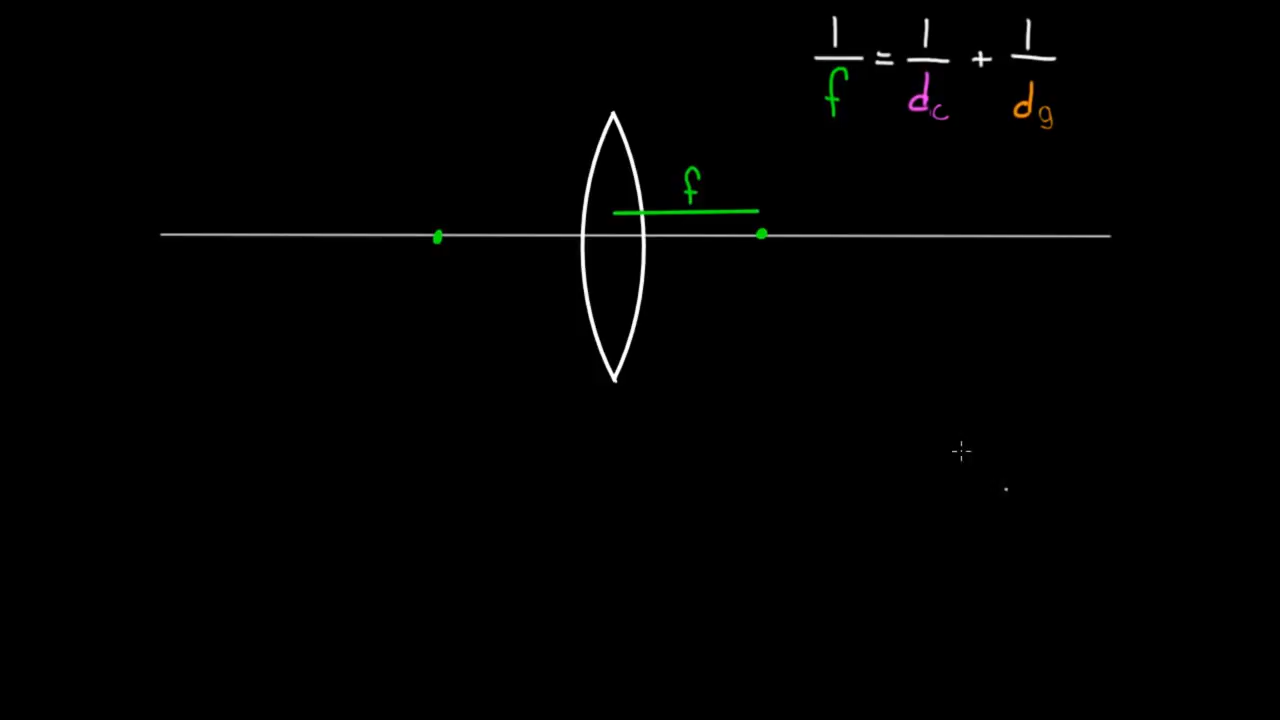 1/f = 1/dc + 1/dg
f